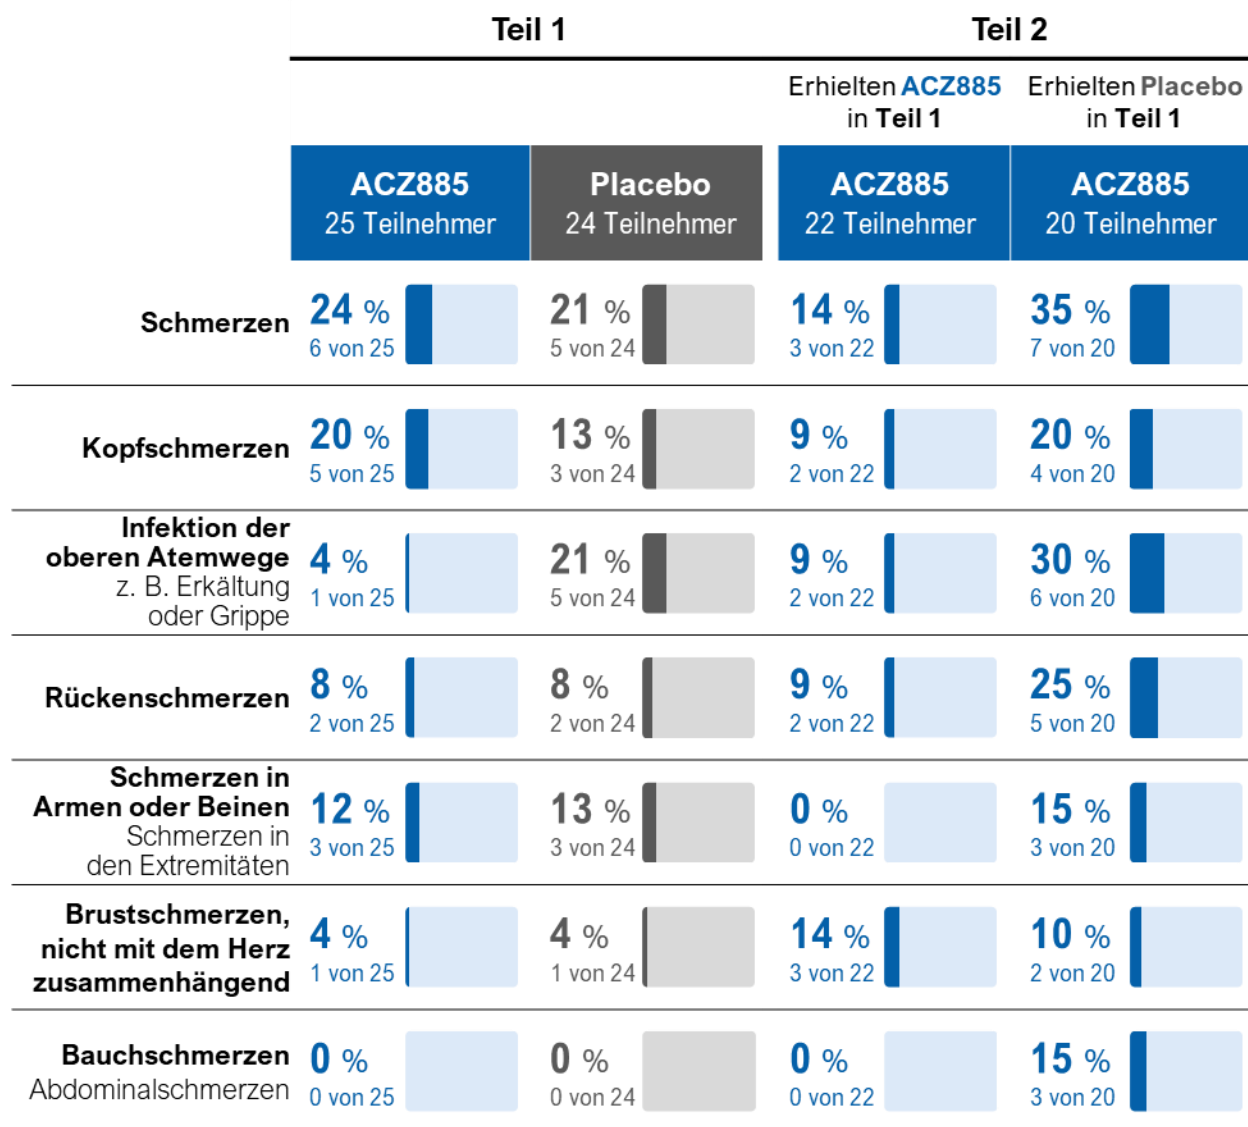 Teil 1
Teil 2
Erhielten ACZ885
in Teil 1
Erhielten Placebo
in Teil 1
ACZ885
25 Teilnehmer
Placebo
24 Teilnehmer
ACZ885
22 Teilnehmer
ACZ885
20 Teilnehmer
Schmerzen
24 %
6 von 25
21 %
5 von 24
14 %
3 von 22
35 %
7 von 20
Kopfschmerzen
20 %
5 von 25
13 %
3 von 24
9 %
2 von 22
20 %
4 von 20
Infektion der
oberen Atemwege
z. B. Erkältung
oder Grippe
4 %
1 von 25
21 %
5 von 24
9 %
2 von 22
30 %
6 von 20
Rückenschmerzen
8 %
2 von 25
8 %
2 von 24
9 %
2 von 22
25 %
5 von 20
Schmerzen in
Armen oder Beinen
Schmerzen in
den Extremitäten
12 %
3 von 25
13 %
3 von 24
0 %
0 von 22
15 %
3 von 20
Brustschmerzen,
nicht mit dem Herz
zusammenhängend
4 %
1 von 25
4 %
1 von 24
14 %
3 von 22
10 %
2 von 20
Bauchschmerzen
Abdominalschmerzen
0 %
0 von 25
0 %
0 von 24
0 %
0 von 22
15 %
3 von 20